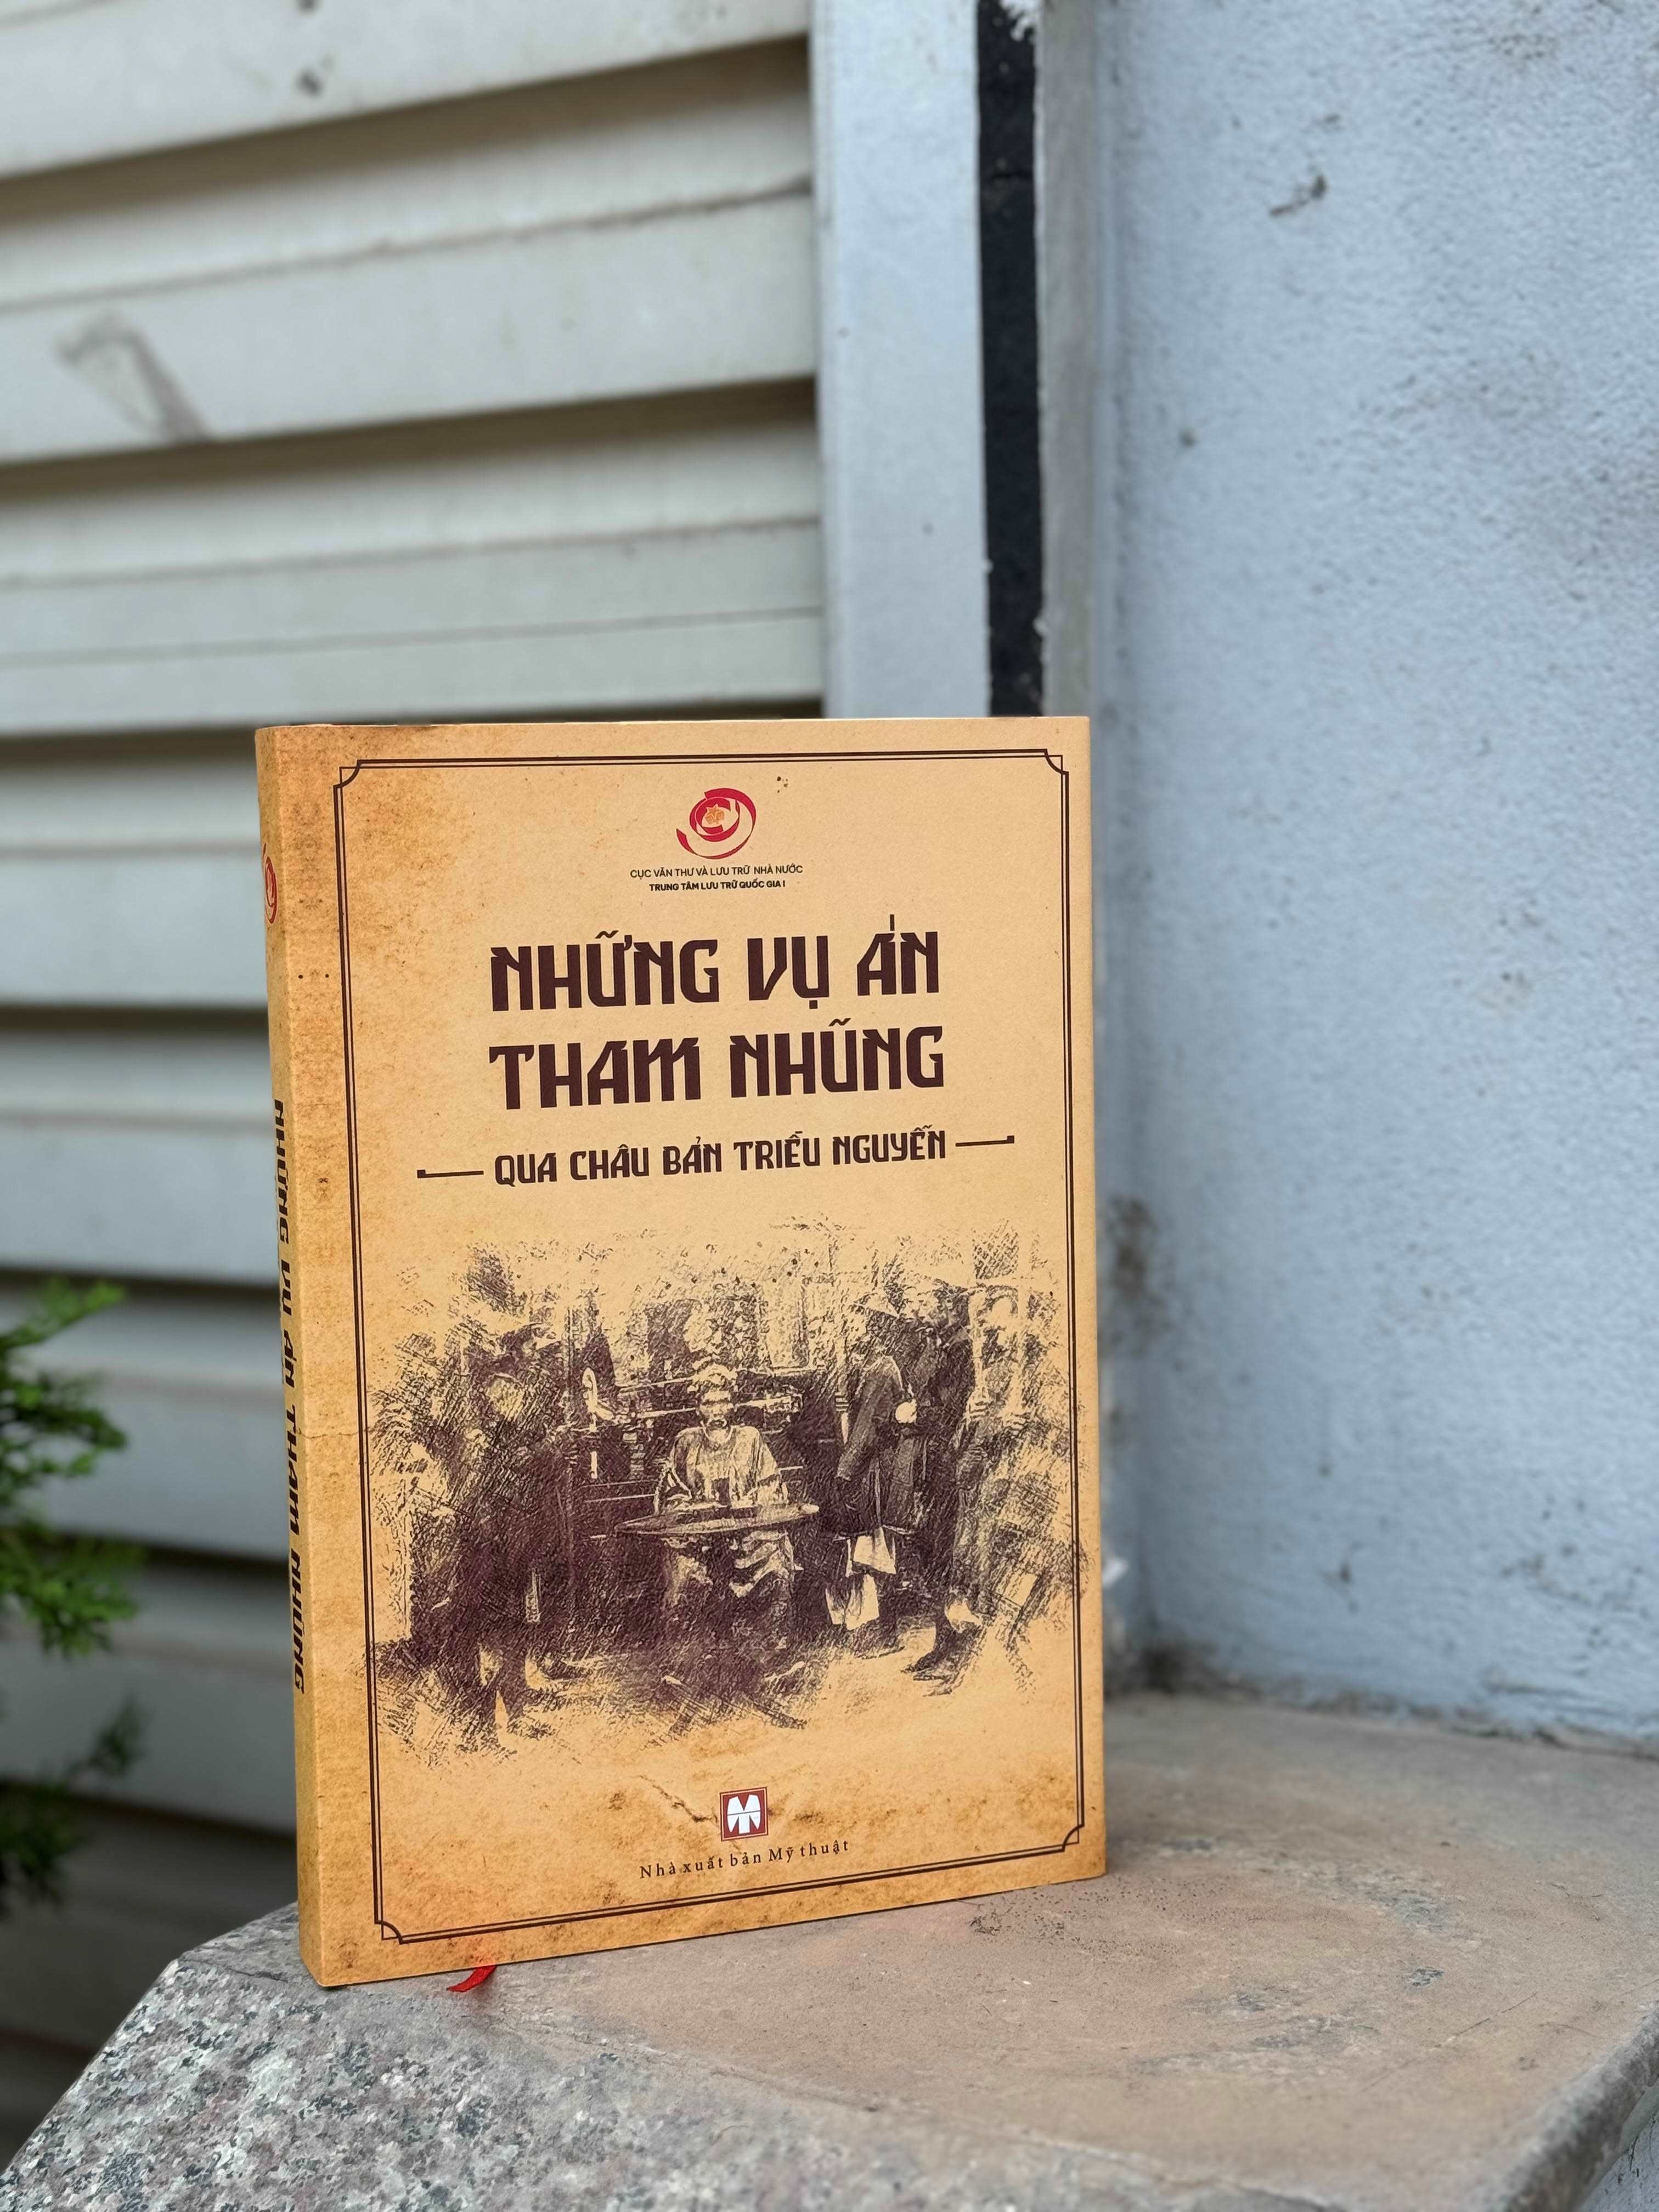 CỤC VĂN THƯ VÀ LƯU TRỮ NHÀ NƯỚC
TRUNG TÂM LƯU TRỮ QUỐC GIA I
NHỮNG VỤ ÁN
THAM NHŨNG
QUA CHÂU BẢN TRIỀU NGUYỄN
Nhà xuất bản Mỹ thuật
NHỮNG VỤ ÁN THAM NHŨNG